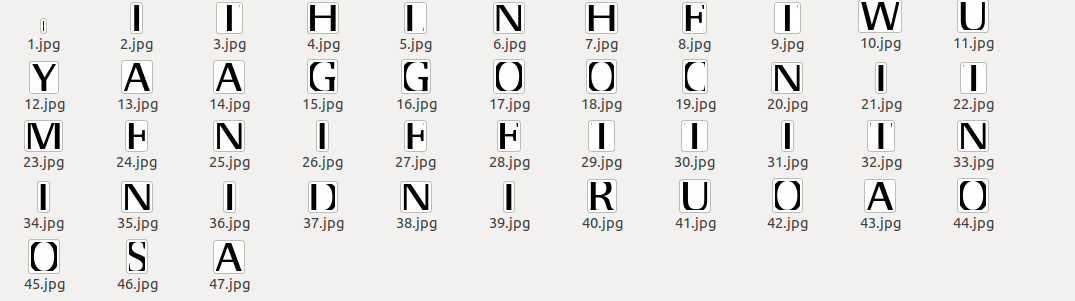 I I I H L N H F I W U
1.jpg 2.jpg 3.jpg 4.jpg 5.jpg 6.jpg 7.jpg 8.jpg 9.jpg 10.jpg 11.jpg
Y A A G G O O C N I I
12.jpg 13.jpg 14.jpg 15.jpg 16.jpg 17.jpg 18.jpg 19.jpg 20.jpg 21.jpg 22.jpg
M F N I F F I I I I N
23.jpg 24.jpg 25.jpg 26.jpg 27.jpg 28.jpg 29.jpg 30.jpg 31.jpg 32.jpg 33.jpg
I N I D N I R U O A O
34.jpg 35.jpg 36.jpg 37.jpg 38.jpg 39.jpg 40.jpg 41.jpg 42.jpg 43.jpg 44.jpg
O S A
45.jpg 46.jpg 47.jpg